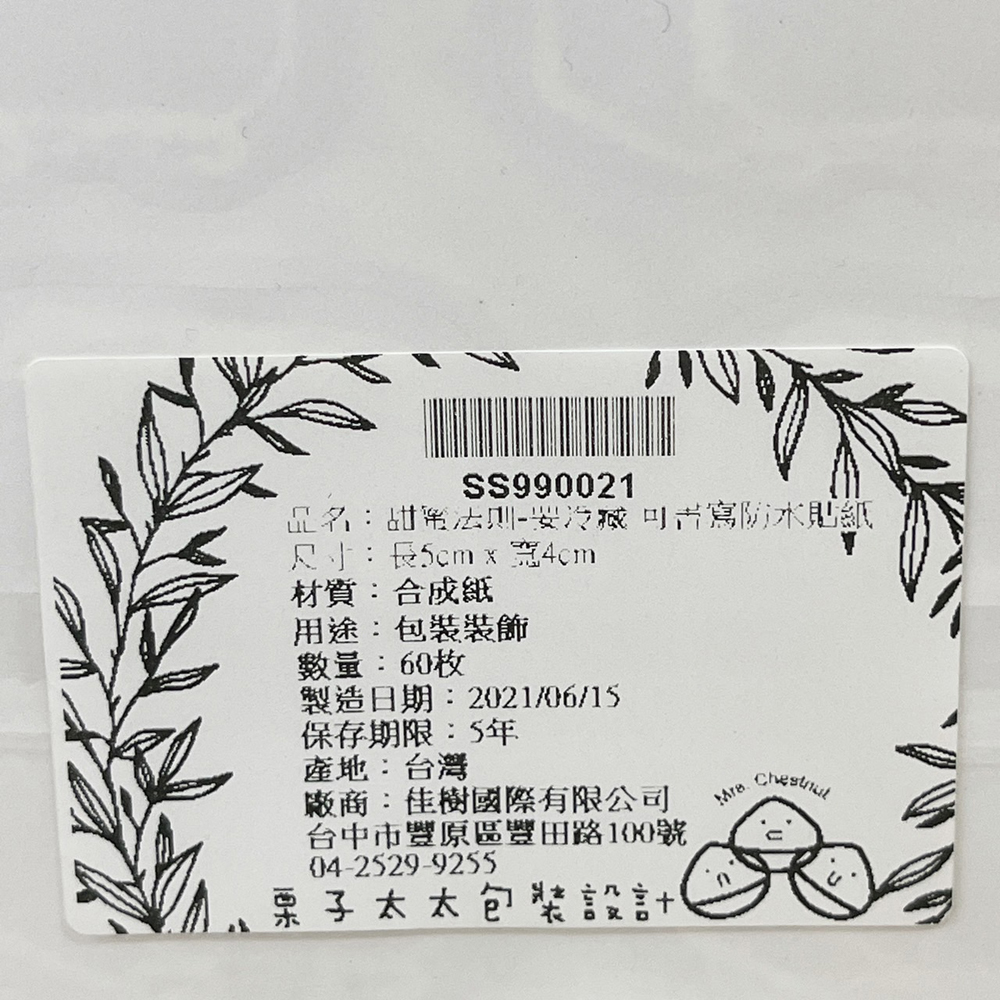 SS990021
品名：甜蜜法則-要冷藏 可書寫防水貼紙
尺寸：長5cm x 寬4cm
材質：合成紙
用途：包裝裝飾
數量：60枚
製造日期：2021/06/15
保存期限：5年
產地：台灣
廠商：佳樹國際有限公司
台中市豐原區豐田路100號
04-2529-9255
Mrs. Chestnut
栗子太太包裝設計